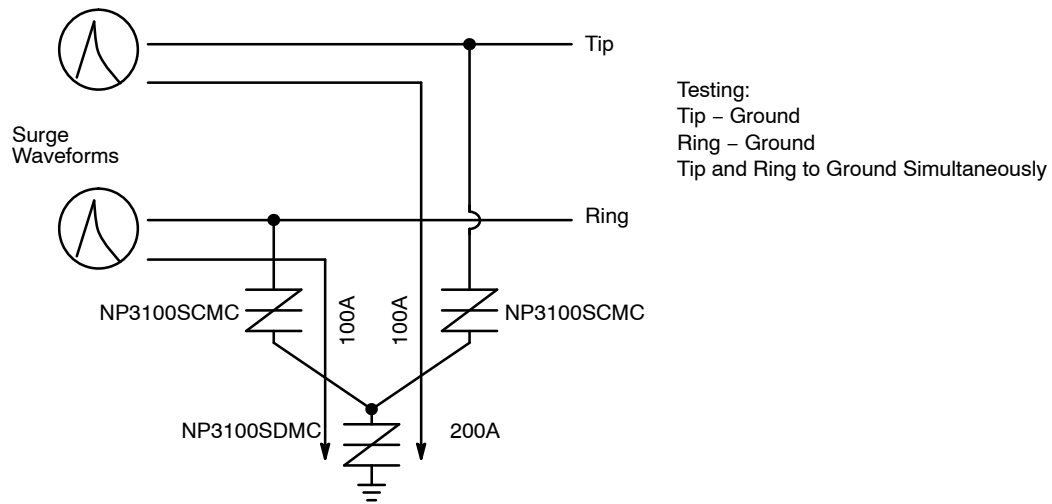 Tip
Testing:
Tip – Ground
Ring – Ground
Tip and Ring to Ground Simultaneously
Surge
Waveforms
Ring
NP3100SCMC
100A
100A
NP3100SCMC
NP3100SDMC
200A